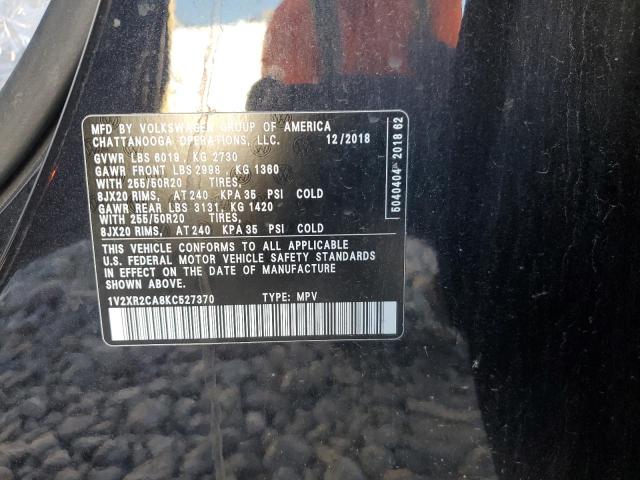 MFD BY VOLKSWAGEN GROUP OF AMERICA
CHATTANOOGA OPERATIONS, LLC. 12/2018
GVWR LBS 6019 , KG 2730
GAWR FRONT LBS 2998 , KG 1360
WITH 255/50R20 TIRES,
8JX20 RIMS, AT 240 KPA 35 PSI COLD
GAWR REAR LBS 3131, KG 1420
WITH 255/50R20 TIRES,
8JX20 RIMS, AT 240 KPA 35 PSI COLD
THIS VEHICLE CONFORMS TO ALL APPLICABLE
U.S. FEDERAL MOTOR VEHICLE SAFETY STANDARDS
IN EFFECT ON THE DATE OF MANUFACTURE
SHOWN ABOVE.
1V2XR2CA8KC527370 TYPE: MPV
5040404 2018 62